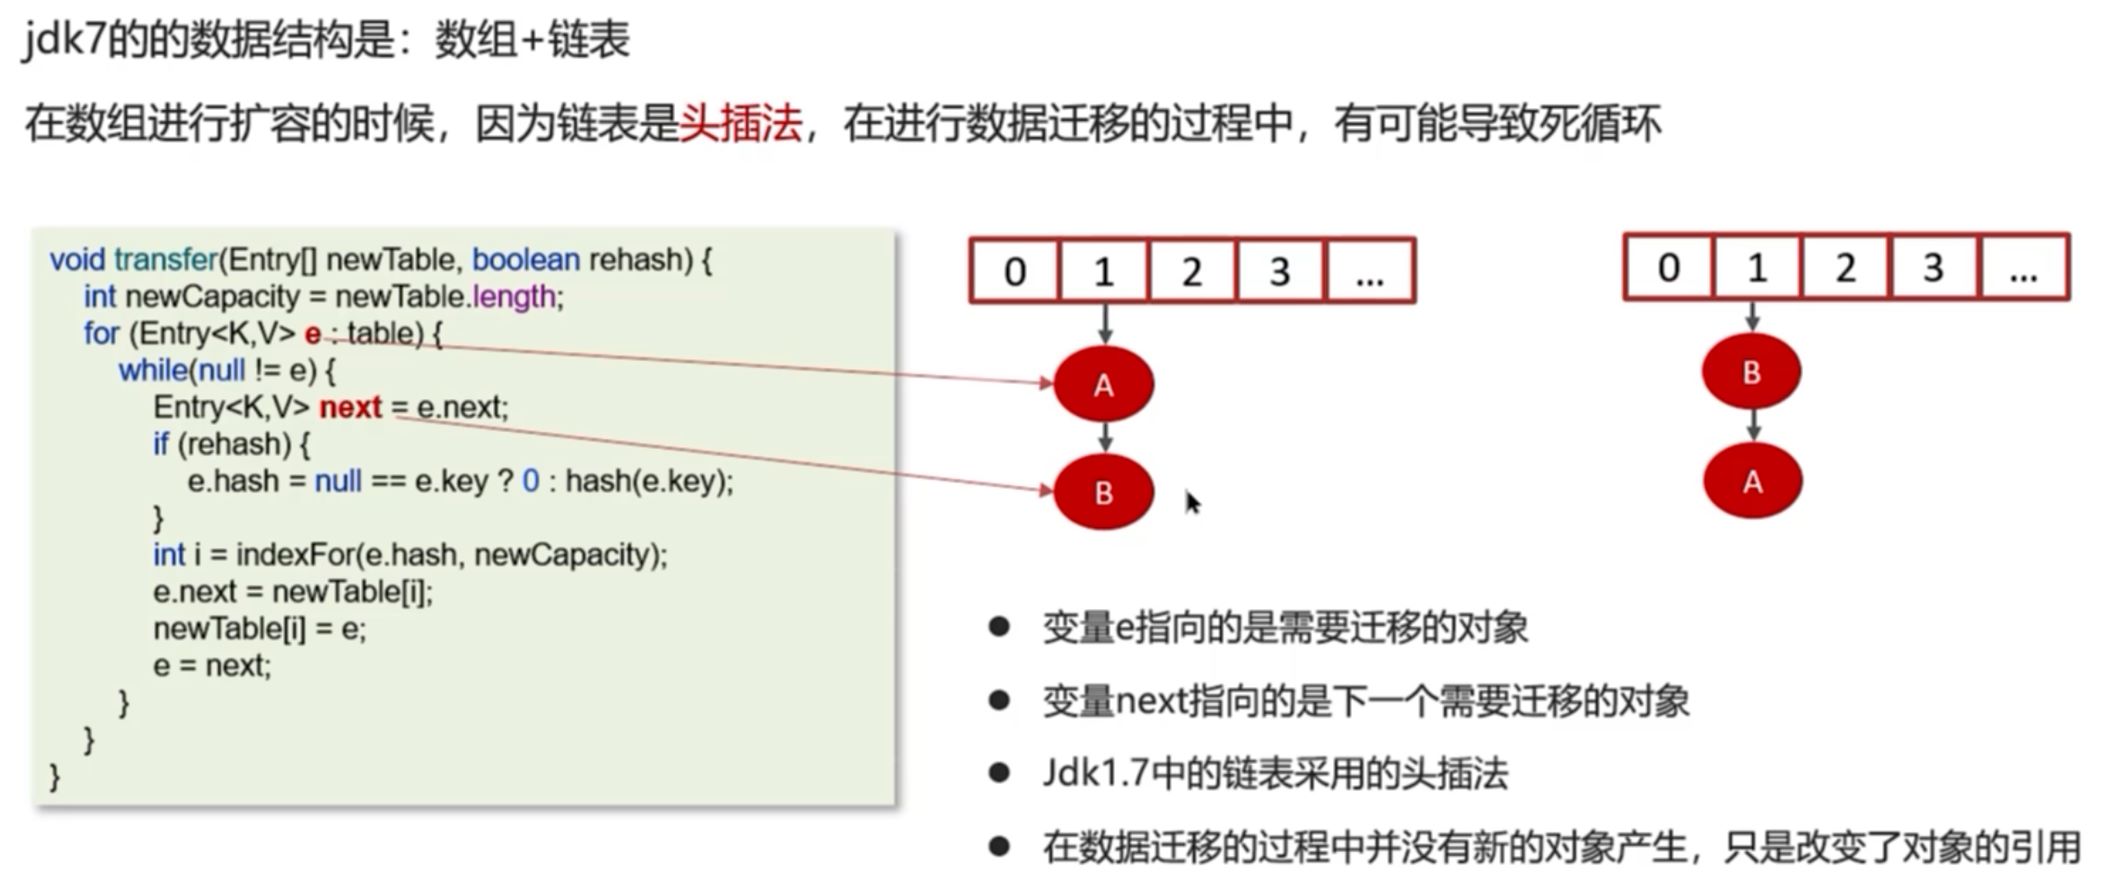 jdk7的的数据结构是：数组+链表
在数组进行扩容的时候，因为链表是头插法，在进行数据迁移的过程中，有可能导致死循环
void transfer(Entry[] newTable, boolean rehash) {
int newCapacity = newTable.length;
for (Entry<K,V> e : table) {
while(null != e) {
Entry<K,V> next = e.next;
if (rehash) {
e.hash = null == e.key ? 0 : hash(e.key);
}
int i = indexFor(e.hash, newCapacity);
e.next = newTable[i];
newTable[i] = e;
e = next;
}
}
}
0 1 2 3 ...
A
B
0 1 2 3 ...
B
A
● 变量e指向的是需要迁移的对象
● 变量next指向的是下一个需要迁移的对象
● Jdk1.7中的链表采用的头插法
● 在数据迁移的过程中并没有新的对象产生，只是改变了对象的引用